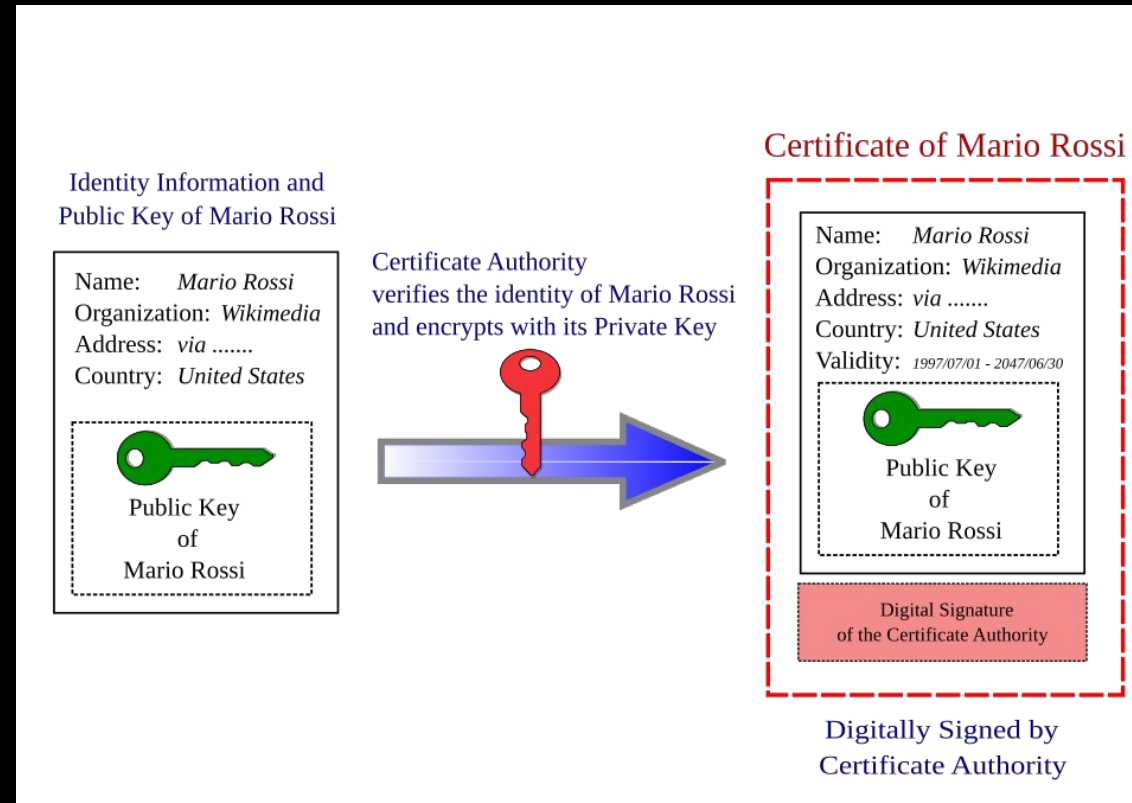 Identity Information and
Public Key of Mario Rossi
Name: Mario Rossi
Organization: Wikimedia
Address: via .......
Country: United States
Public Key
of
Mario Rossi
Certificate Authority
verifies the identity of Mario Rossi
and encrypts with its Private Key
Certificate of Mario Rossi
Name: Mario Rossi
Organization: Wikimedia
Address: via .......
Country: United States
Validity: 1997/07/01 - 2047/06/30
Public Key
of
Mario Rossi
Digital Signature
of the Certificate Authority
Digitally Signed by
Certificate Authority